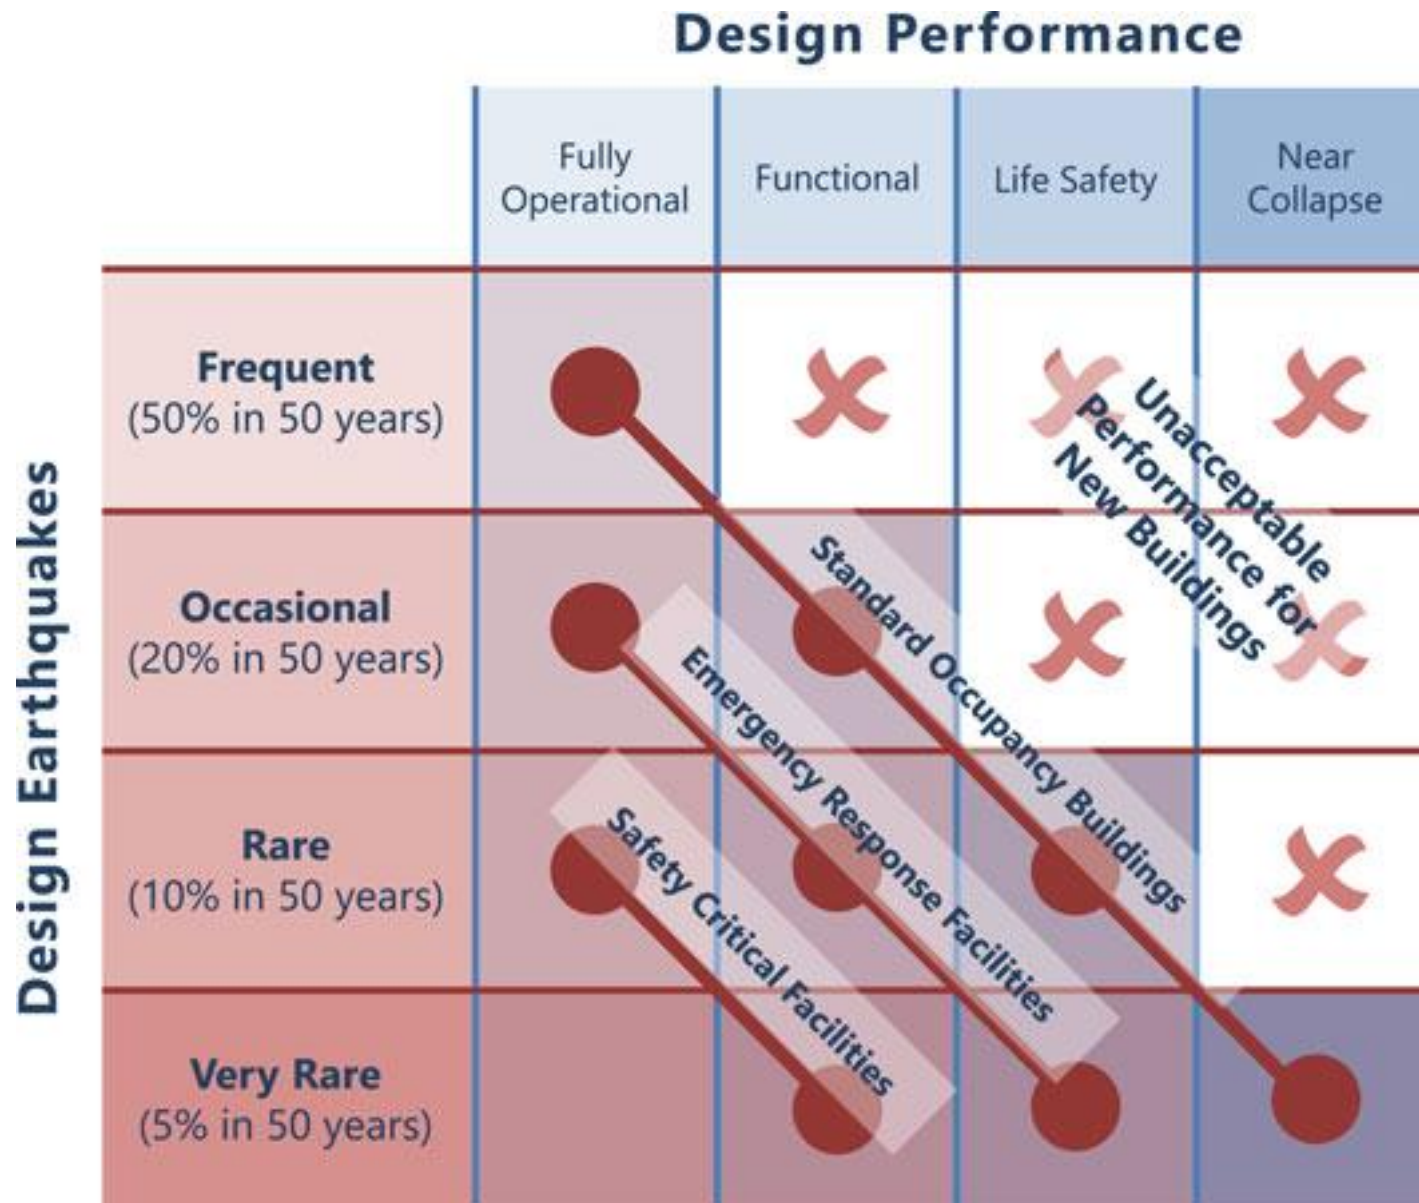 Design Performance
Fully
Operational
Functional
Life Safety
Near
Collapse
Design Earthquakes
Frequent
(50% in 50 years)
Unacceptable
Performance for
New Buildings
Occasional
(20% in 50 years)
Standard Occupancy Buildings
Emergency Response Facilities
Rare
(10% in 50 years)
Safety Critical Facilities
Very Rare
(5% in 50 years)